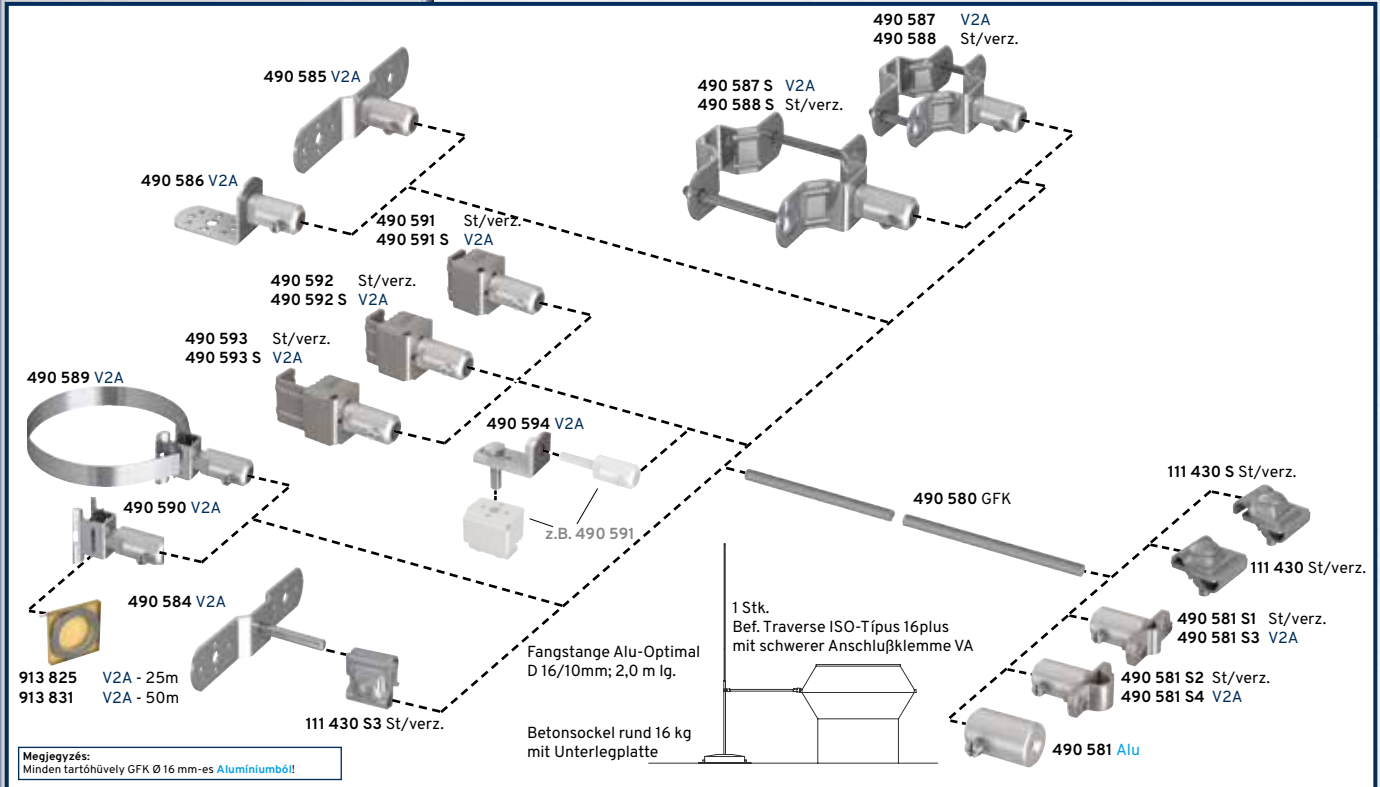 490 587 V2A
490 588 St/verz.
490 585 V2A
490 587 S V2A
490 588 S St/verz.
490 586 V2A
490 591 St/verz.
490 591 S V2A
490 592 St/verz.
490 592 S V2A
490 593 St/verz.
490 593 S V2A
490 589 V2A
490 594 V2A
z.B. 490 591
490 590 V2A
490 580 GFK
111 430 S St/verz.
111 430 St/verz.
490 584 V2A
913 825 V2A - 25m
913 831 V2A - 50m
111 430 S3 St/verz.
1 Stk.
Bef. Traverse ISO-Típus 16plus
mit schwerer Anschlußklemme VA
Fangstange Alu-Optimal
D 16/10mm; 2,0 m lg.
Betonsockel rund 16 kg
mit Unterlegplatte
490 581 S1 St/verz.
490 581 S3 V2A
490 581 S2 St/verz.
490 581 S4 V2A
490 581 Alu
Megjegyzés:
Minden tartóhüvely GFK Ø 16 mm-es Alumíniumból!